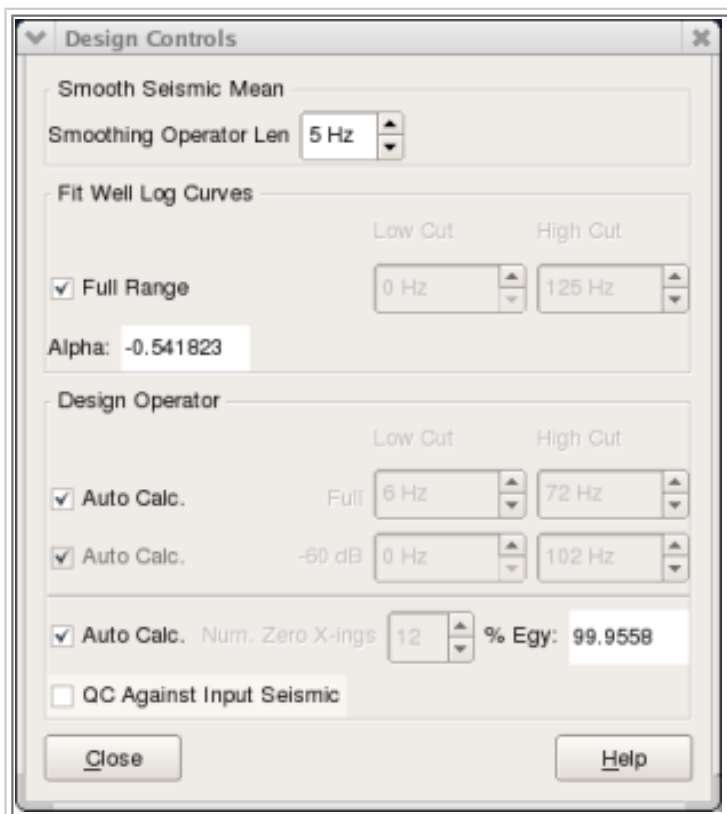 Design Controls
Smooth Seismic Mean
Smoothing Operator Len 5 Hz
Fit Well Log Curves
Low Cut High Cut
Full Range 0 Hz 125 Hz
Alpha: -0.541823
Design Operator
Low Cut High Cut
Auto Calc. Full 6 Hz 72 Hz
Auto Calc. -60 dB 0 Hz 102 Hz
Auto Calc. Num. Zero X-ings 12 % Egy: 99.9558
QC Against Input Seismic
Close Help